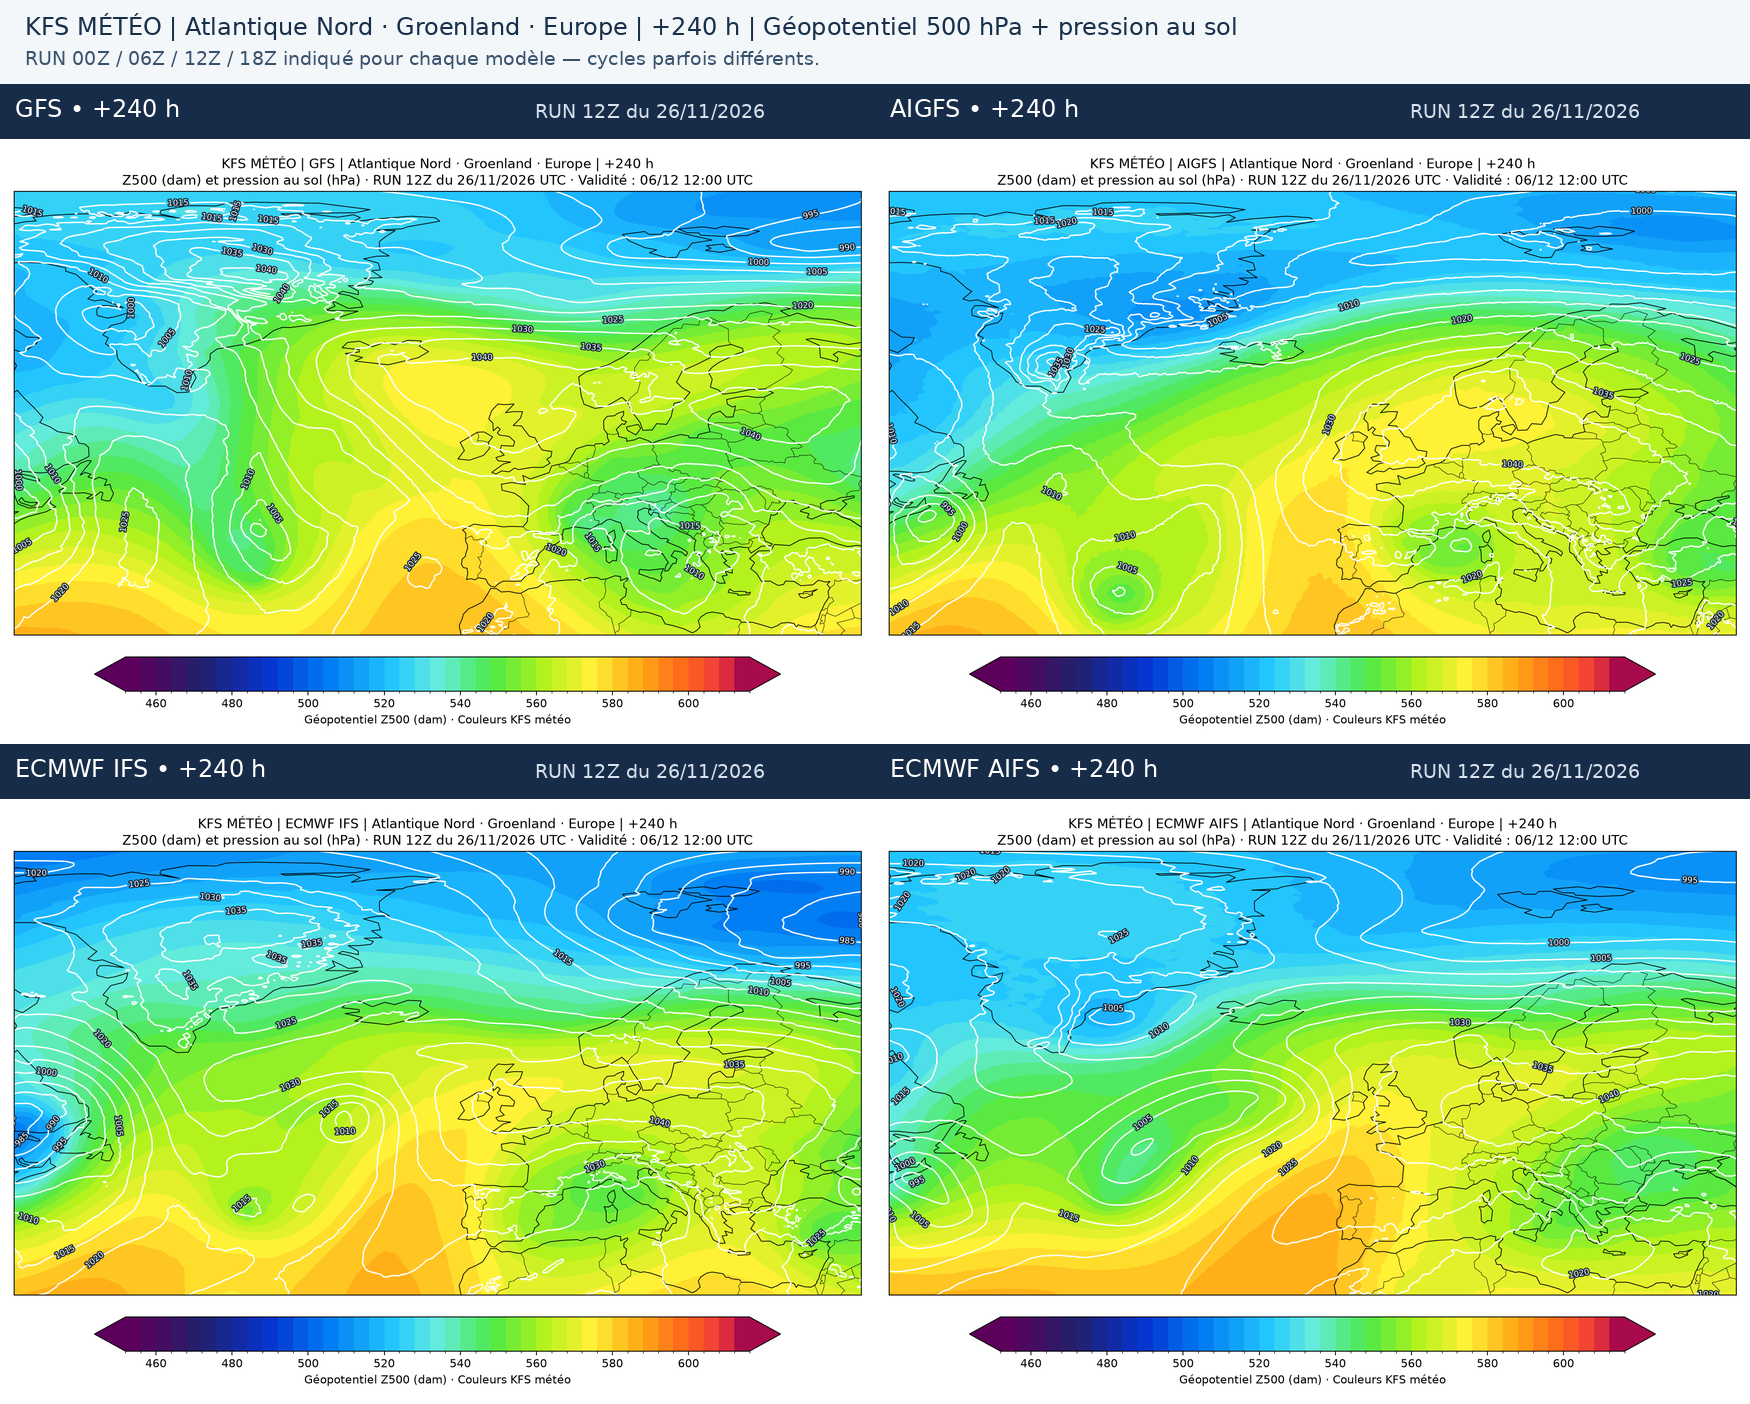 KFS MÉTÉO | Atlantique Nord · Groenland · Europe | +240 h | Géopotentiel 500 hPa + pression au sol
RUN 00Z / 06Z / 12Z / 18Z indiqué pour chaque modèle — cycles parfois différents.
GFS • +240 h
RUN 12Z du 26/11/2026
KFS MÉTÉO | GFS | Atlantique Nord · Groenland · Europe | +240 h
Z500 (dam) et pression au sol (hPa) · RUN 12Z du 26/11/2026 UTC · Validité : 06/12 12:00 UTC
460 480 500 520 540 560 580 600
Géopotentiel Z500 (dam) · Couleurs KFS météo
AIGFS • +240 h
RUN 12Z du 26/11/2026
KFS MÉTÉO | AIGFS | Atlantique Nord · Groenland · Europe | +240 h
Z500 (dam) et pression au sol (hPa) · RUN 12Z du 26/11/2026 UTC · Validité : 06/12 12:00 UTC
460 480 500 520 540 560 580 600
Géopotentiel Z500 (dam) · Couleurs KFS météo
ECMWF IFS • +240 h
RUN 12Z du 26/11/2026
KFS MÉTÉO | ECMWF IFS | Atlantique Nord · Groenland · Europe | +240 h
Z500 (dam) et pression au sol (hPa) · RUN 12Z du 26/11/2026 UTC · Validité : 06/12 12:00 UTC
460 480 500 520 540 560 580 600
Géopotentiel Z500 (dam) · Couleurs KFS météo
ECMWF AIFS • +240 h
RUN 12Z du 26/11/2026
KFS MÉTÉO | ECMWF AIFS | Atlantique Nord · Groenland · Europe | +240 h
Z500 (dam) et pression au sol (hPa) · RUN 12Z du 26/11/2026 UTC · Validité : 06/12 12:00 UTC
460 480 500 520 540 560 580 600
Géopotentiel Z500 (dam) · Couleurs KFS météo